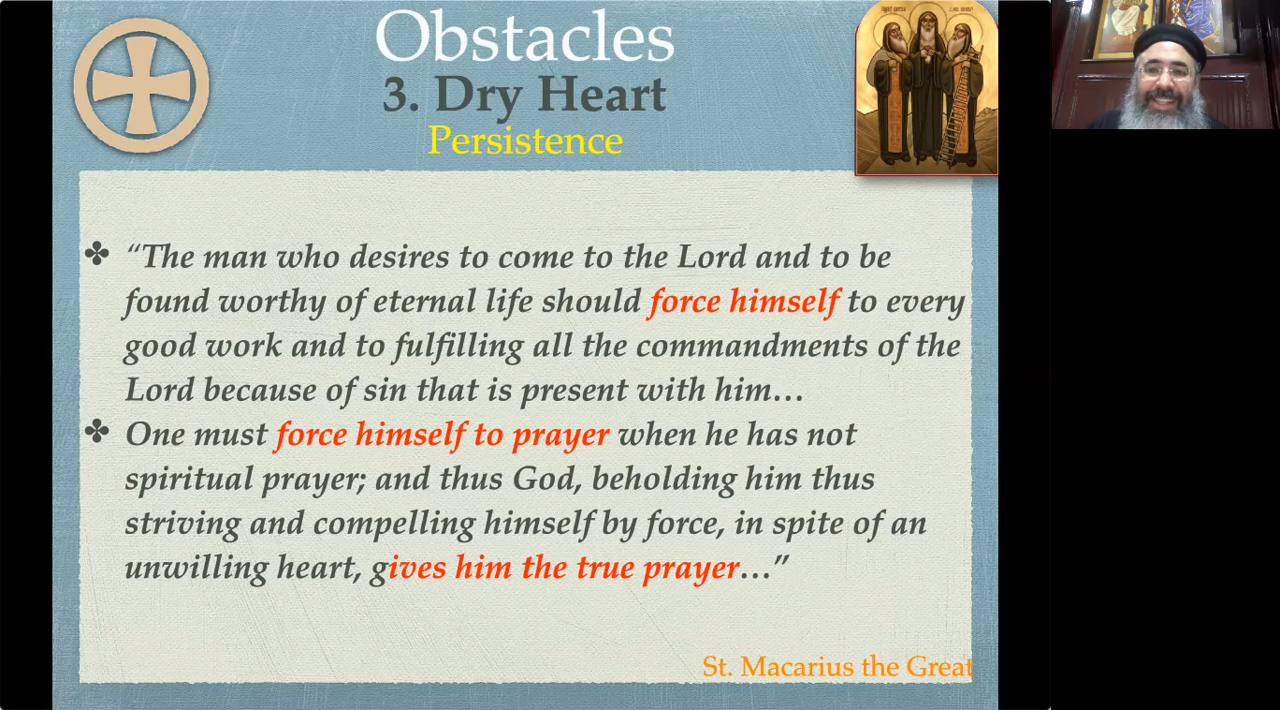 Obstacles
3. Dry Heart
Persistence
“The man who desires to come to the Lord and to be
found worthy of eternal life should force himself to every
good work and to fulfilling all the commandments of the
Lord because of sin that is present with him…
One must force himself to prayer when he has not
spiritual prayer; and thus God, beholding him thus
striving and compelling himself by force, in spite of an
unwilling heart, gives him the true prayer…”
St. Macarius the Great